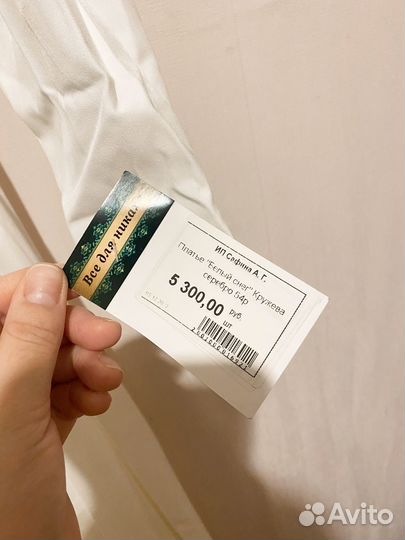 Все для ника
ИП Сафина А. Г.
Платье "Белый снег" Кружева
серебро 54р
5 300,00 руб.
шт
Avito